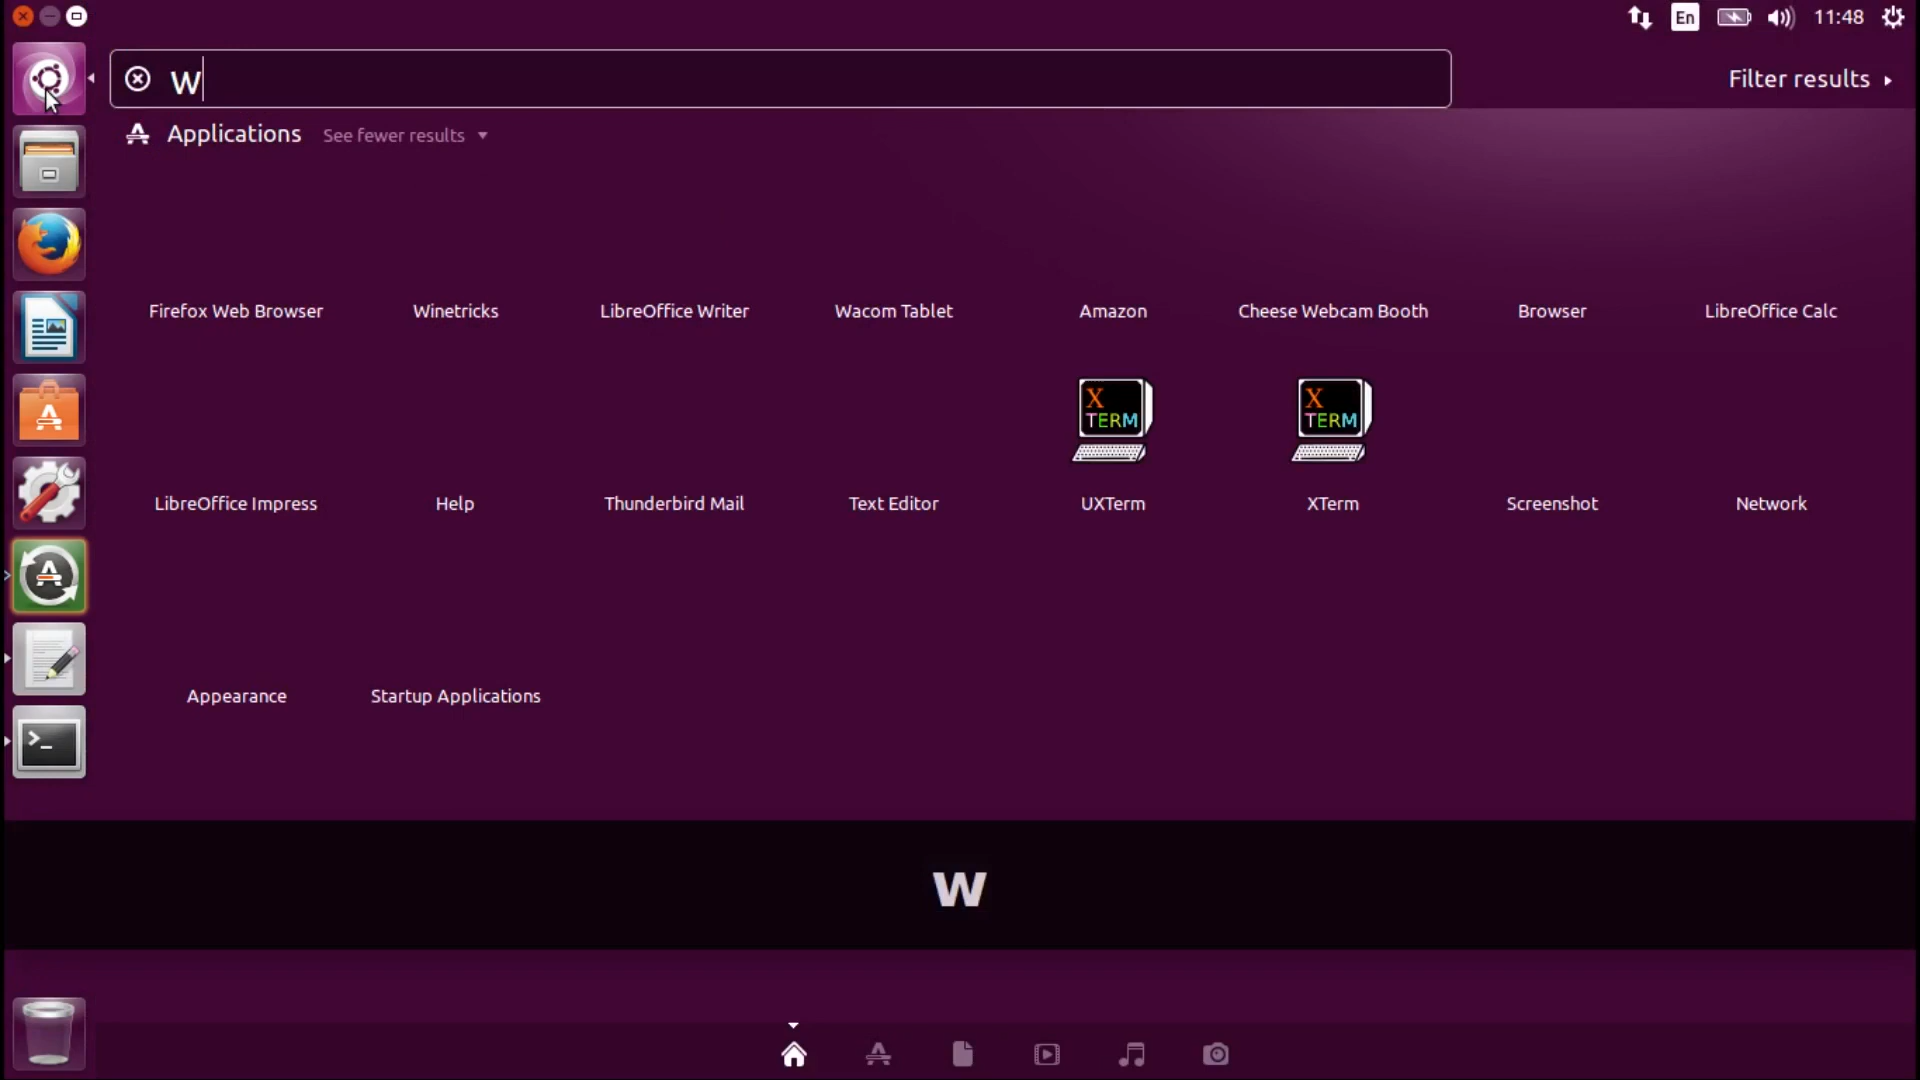 En 11:48
W
Filter results
Applications See fewer results
Firefox Web Browser Winetricks LibreOffice Writer Wacom Tablet Amazon Cheese Webcam Booth Browser LibreOffice Calc
X TERM X TERM
LibreOffice Impress Help Thunderbird Mail Text Editor UXTerm XTerm Screenshot Network
Appearance Startup Applications
w